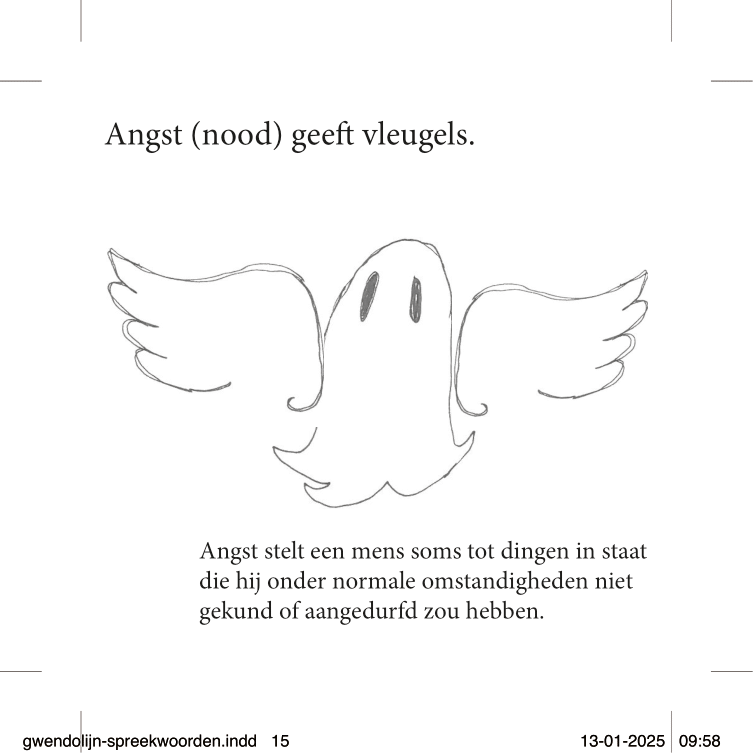 Angst (nood) geeft vleugels.
Angst stelt een mens soms tot dingen in staat
die hij onder normale omstandigheden niet
gekund of aangedurfd zou hebben.
gwendolijn-spreekwoorden.indd 15 13-01-2025 09:58